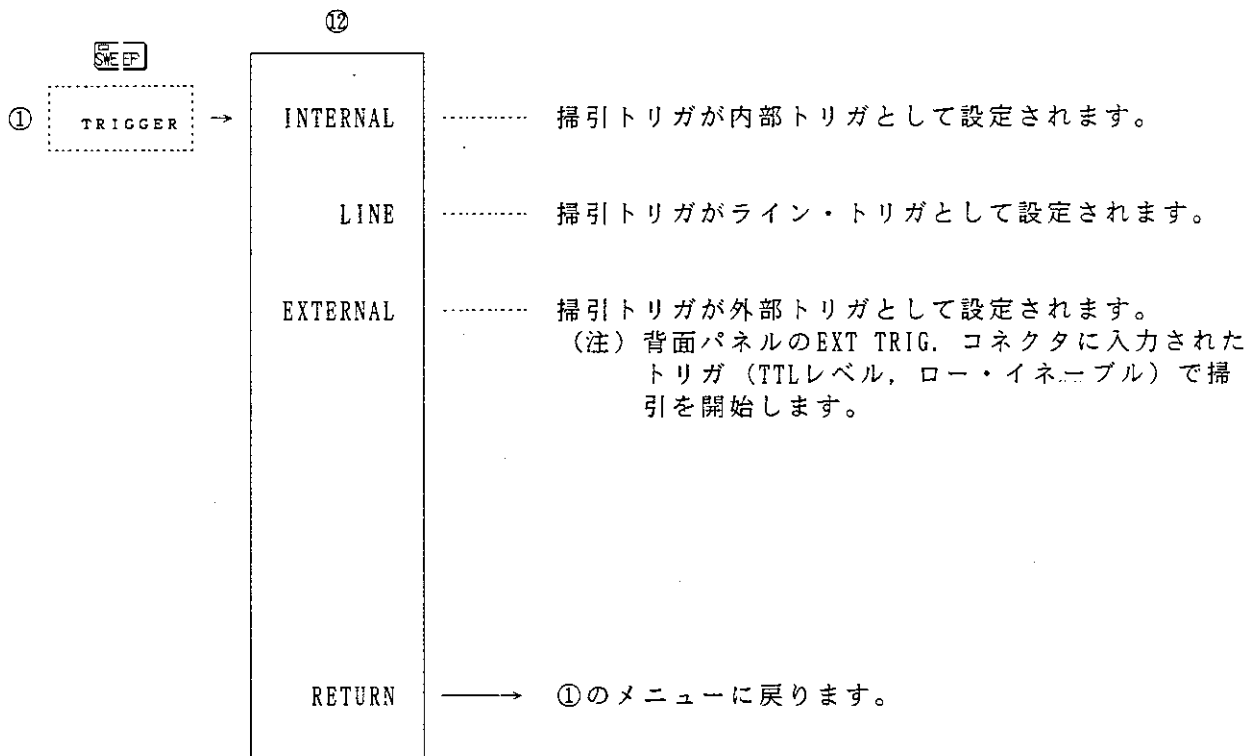 ⑫
SWEEP
① TRIGGER → INTERNAL ………… 掃引トリガが内部トリガとして設定されます。
LINE ………… 掃引トリガがライン・トリガとして設定されます。
EXTERNAL ………… 掃引トリガが外部トリガとして設定されます。
(注) 背面パネルのEXT TRIG. コネクタに入力された
トリガ (TTLレベル, ロー・イネーブル) で掃
引を開始します。
RETURN ──→ ①のメニューに戻ります。